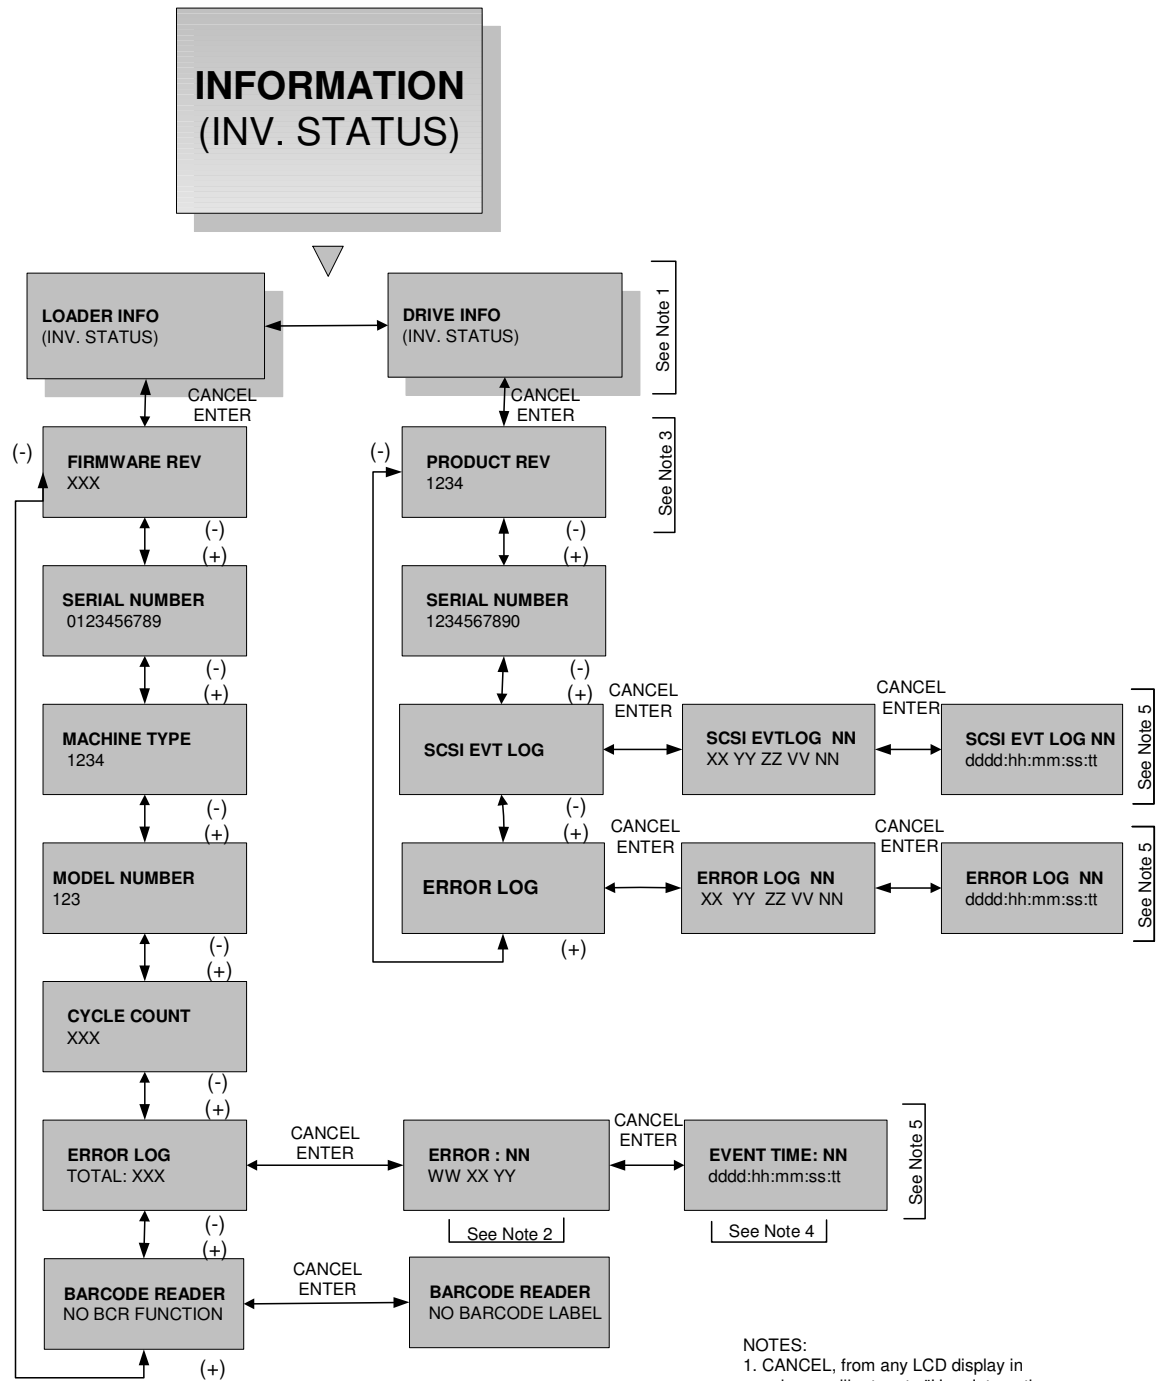 INFORMATION
(INV. STATUS)
LOADER INFO
(INV. STATUS)
DRIVE INFO
(INV. STATUS)
See Note 1
CANCEL
ENTER
CANCEL
ENTER
(-)
FIRMWARE REV
XXX
(-)
PRODUCT REV
1234
See Note 3
(-)
(+)
(-)
(+)
SERIAL NUMBER
0123456789
SERIAL NUMBER
1234567890
(-)
(+)
(-)
(+)
CANCEL
ENTER
CANCEL
ENTER
MACHINE TYPE
1234
SCSI EVT LOG
SCSI EVTLOG NN
XX YY ZZ VV NN
SCSI EVT LOG NN
dddd:hh:mm:ss:tt
See Note 5
(-)
(+)
(-)
(+)
CANCEL
ENTER
CANCEL
ENTER
MODEL NUMBER
123
ERROR LOG
ERROR LOG NN
XX YY ZZ VV NN
ERROR LOG NN
dddd:hh:mm:ss:tt
See Note 5
(-)
(+)
(+)
CYCLE COUNT
XXX
(-)
(+)
CANCEL
ENTER
CANCEL
ENTER
ERROR LOG
TOTAL: XXX
ERROR : NN
WW XX YY
EVENT TIME: NN
dddd:hh:mm:ss:tt
See Note 5
(-)
(+)
See Note 2
See Note 4
CANCEL
ENTER
BARCODE READER
NO BCR FUNCTION
BARCODE READER
NO BARCODE LABEL
(+)
NOTES:
1. CANCEL, from any LCD display in